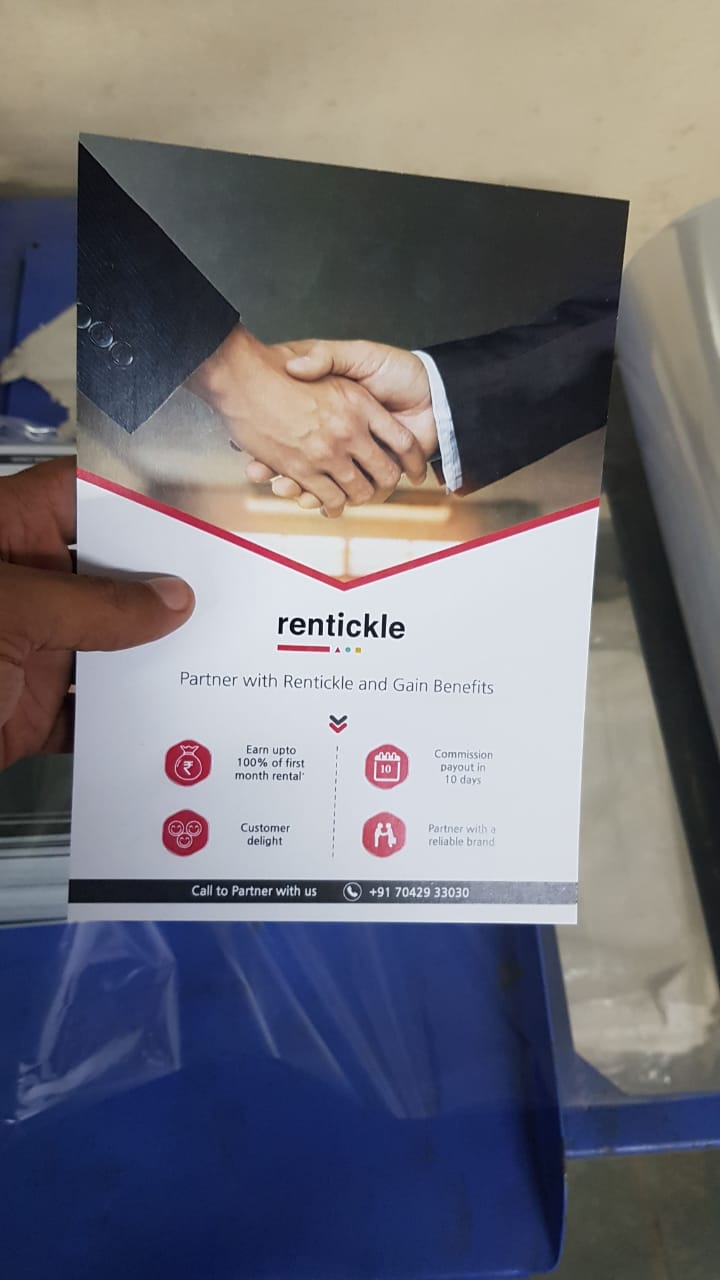 rentickle
Partner with Rentickle and Gain Benefits
Earn upto
100% of first
month rental*
Commission
payout in
10 days
10
Customer
delight
Partner with a
reliable brand
Call to Partner with us +91 70429 33030